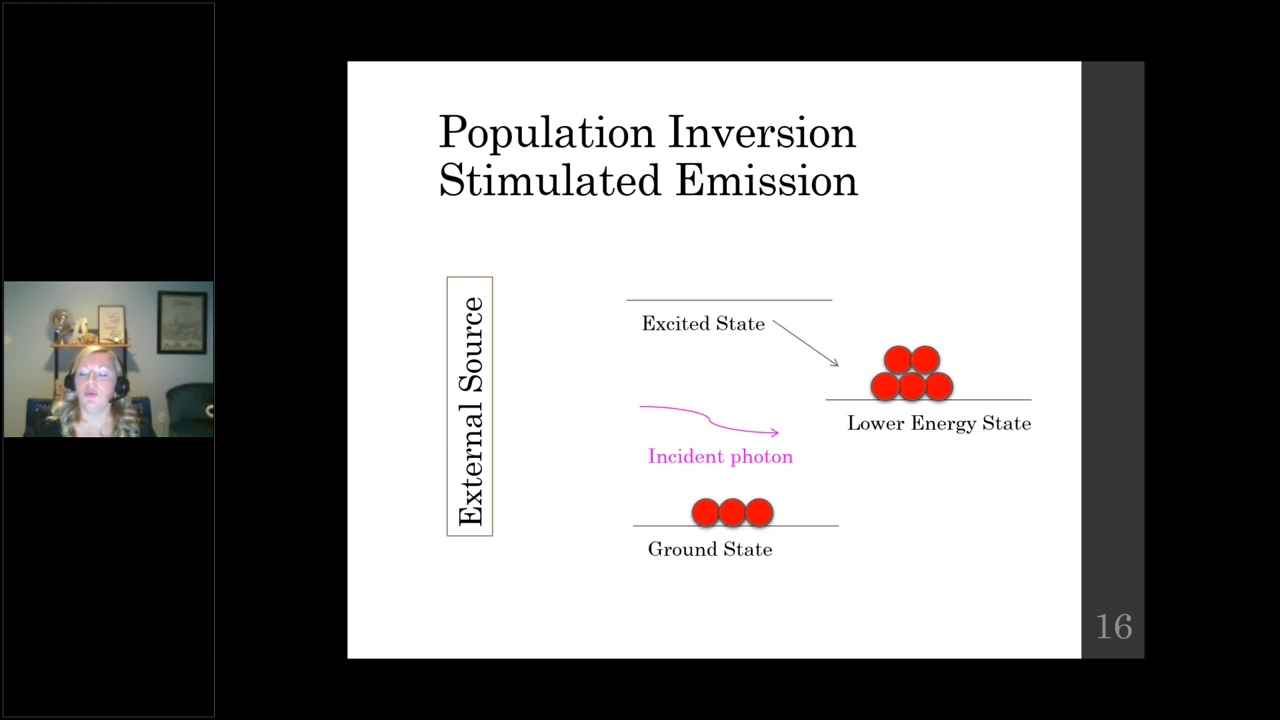 Population Inversion
Stimulated Emission
External Source
Excited State
Lower Energy State
Incident photon
Ground State
16